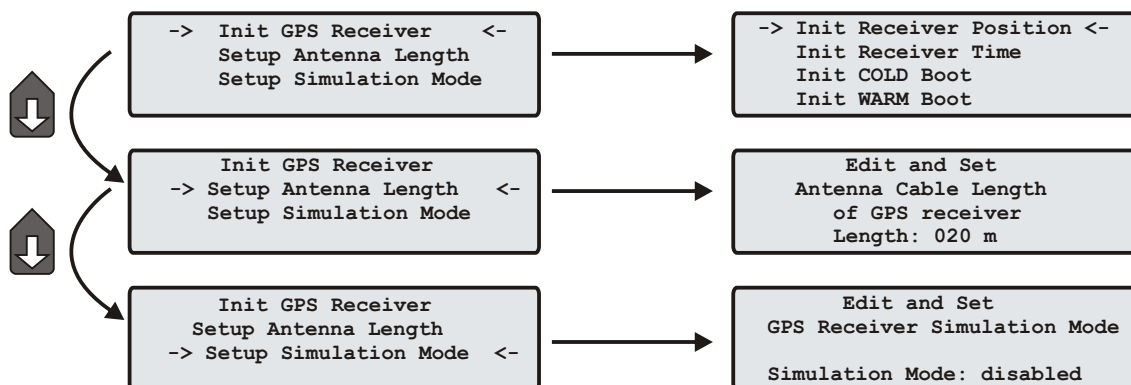 -> Init GPS Receiver <-
Setup Antenna Length
Setup Simulation Mode
-> Init Receiver Position <-
Init Receiver Time
Init COLD Boot
Init WARM Boot
Init GPS Receiver
-> Setup Antenna Length <-
Setup Simulation Mode
Edit and Set
Antenna Cable Length
of GPS receiver
Length: 020 m
Init GPS Receiver
Setup Antenna Length
-> Setup Simulation Mode <-
Edit and Set
GPS Receiver Simulation Mode
Simulation Mode: disabled